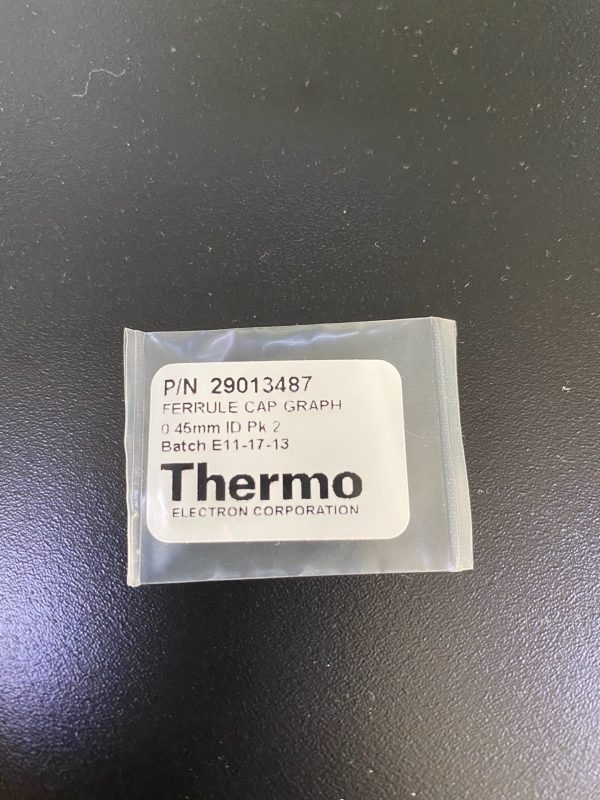 P/N 29013487
FERRULE CAP GRAPH
0.45mm ID Pk 2
Batch E11-17-13
Thermo
ELECTRON CORPORATION